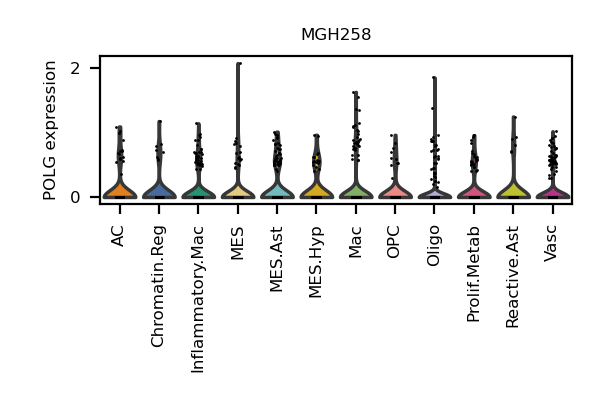 MGH258
POLG expression
2
0
AC
Chromatin.Reg
Inflammatory.Mac
MES
MES.Ast
MES.Hyp
Mac
OPC
Oligo
Prolif.Metab
Reactive.Ast
Vasc